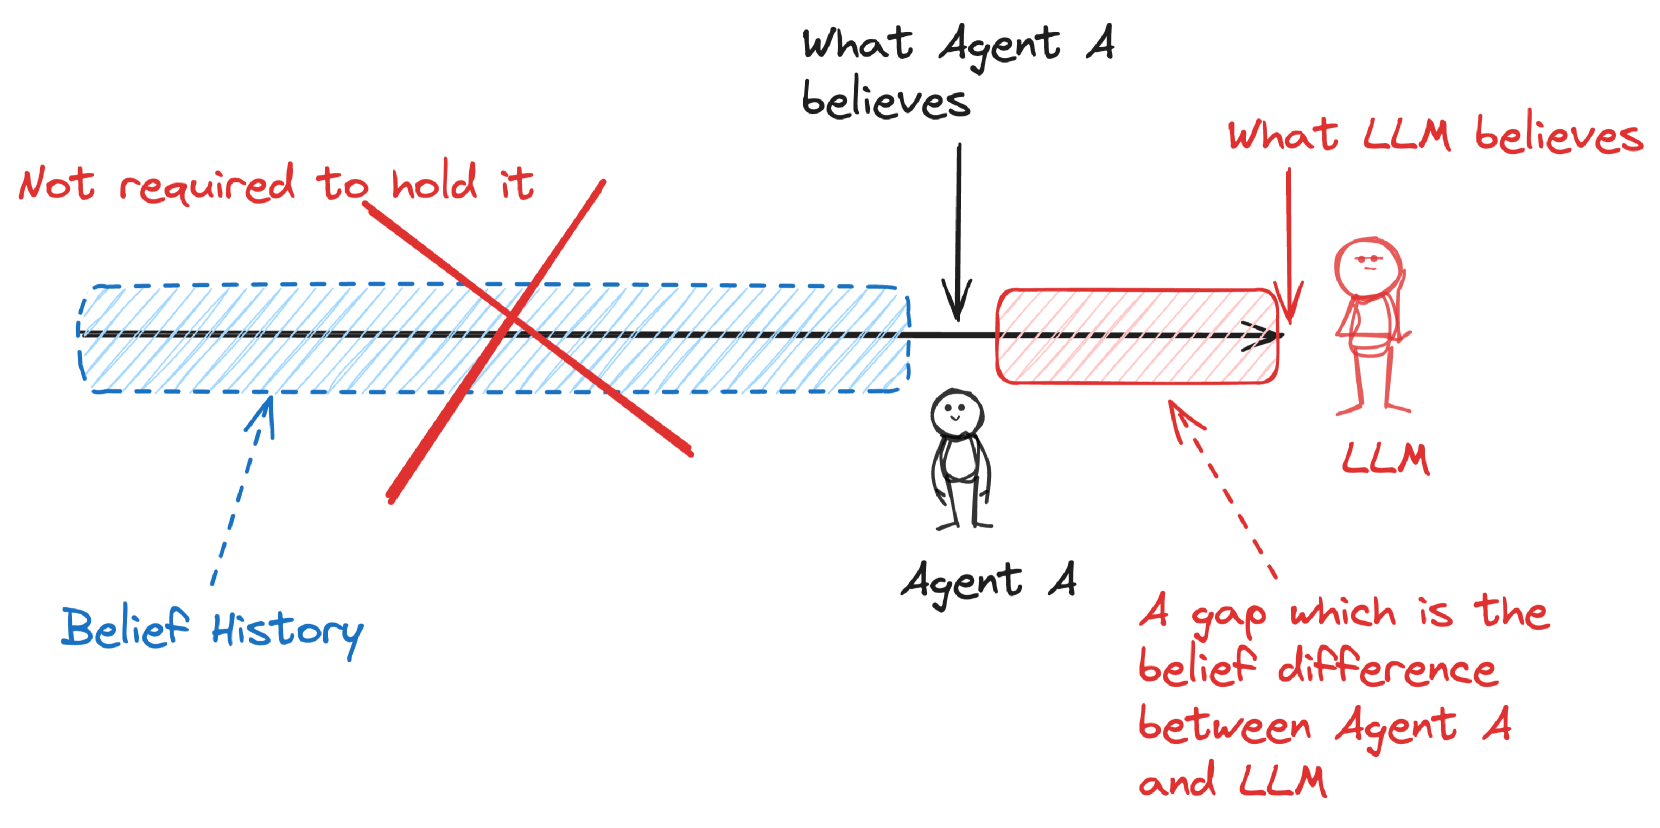 What Agent A
believes
What LLM believes
Not required to hold it
LLM
Agent A
Belief History
A gap which is the
belief difference
between Agent A
and LLM